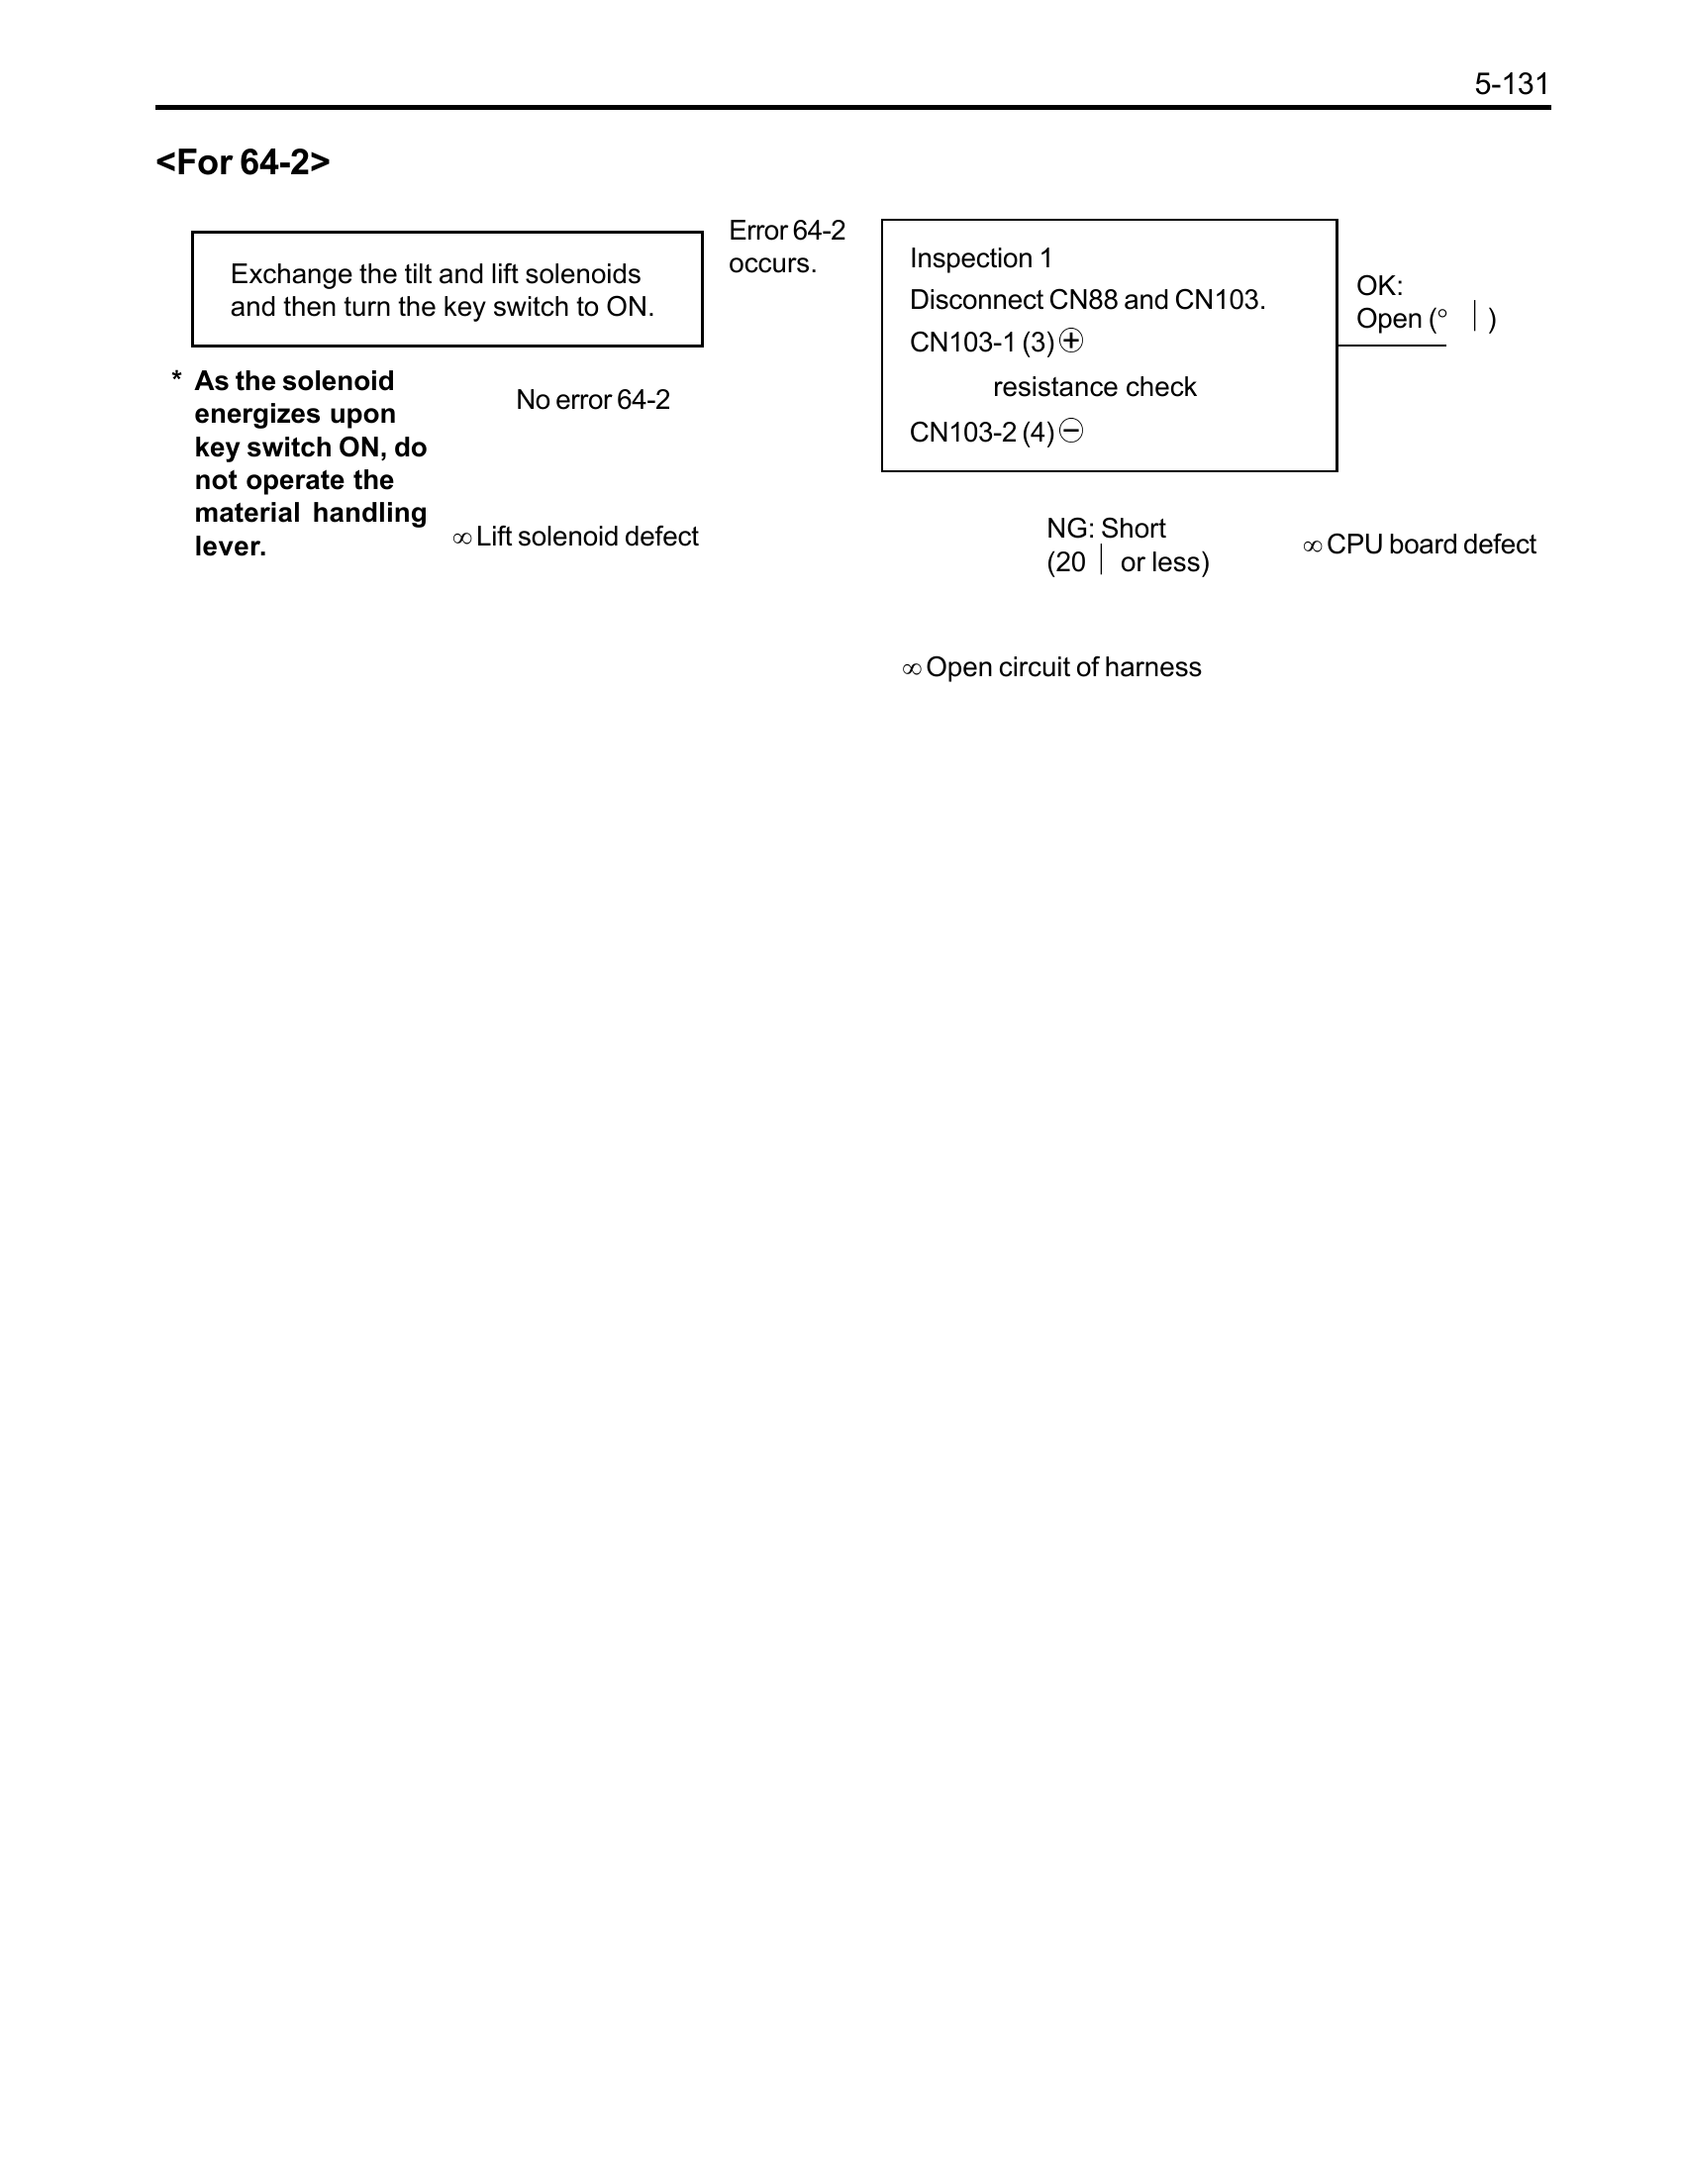 5-131
<For 64-2>
Exchange the tilt and lift solenoids
and then turn the key switch to ON.
* As the solenoid
energizes upon
key switch ON, do
not operate the
material handling
lever.
No error 64-2
∞ Lift solenoid defect
Error 64-2
occurs.
Inspection 1
Disconnect CN88 and CN103.
CN103-1 (3) ⊕
resistance check
CN103-2 (4) ⊖
OK:
Open (° | )
NG: Short
(20 | or less)
∞ CPU board defect
∞ Open circuit of harness